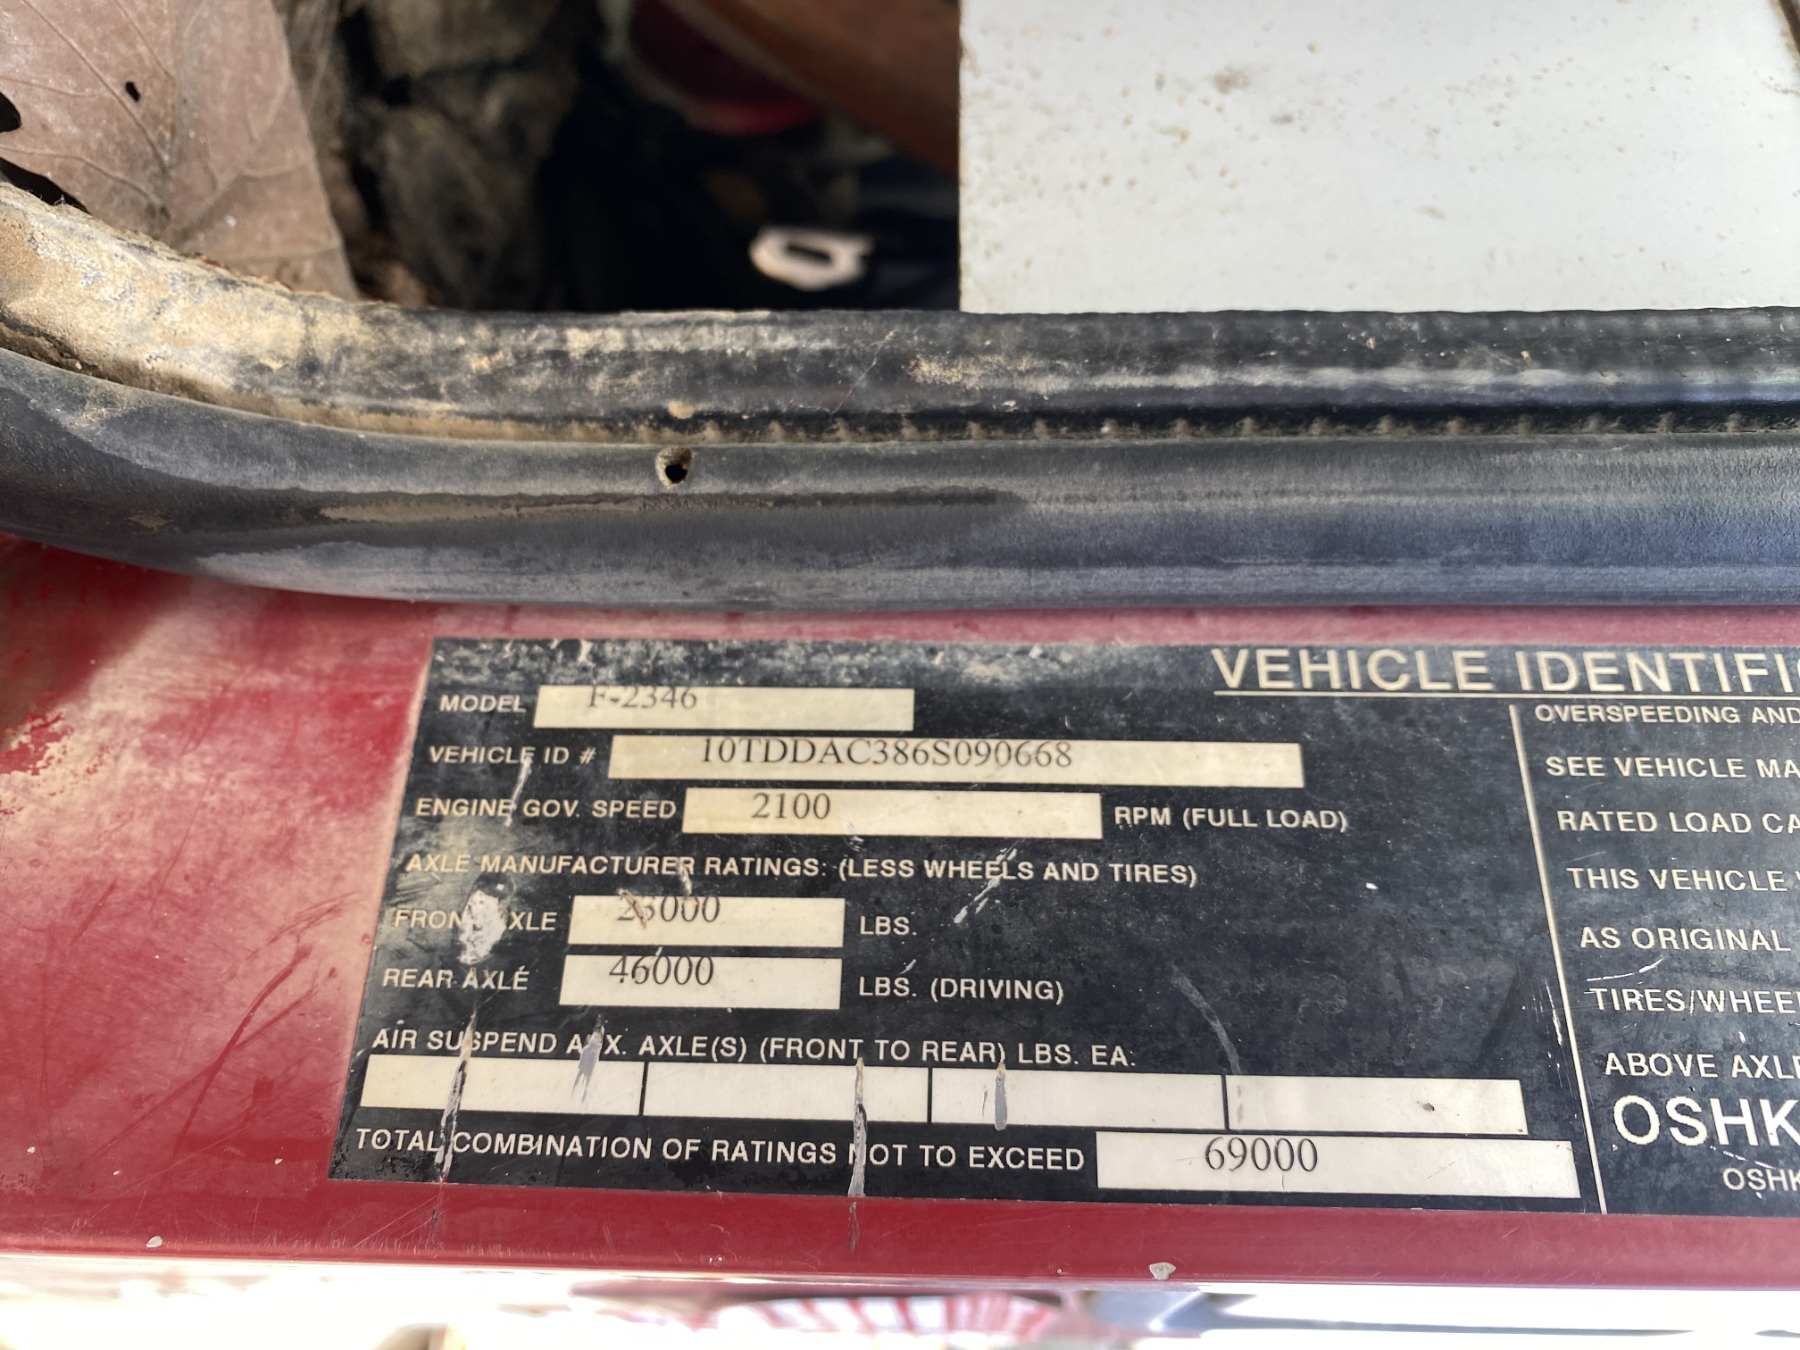 VEHICLE IDENTIFI
MODEL F-2346
VEHICLE ID # 10TDDAC386S090668
ENGINE GOV. SPEED 2100 RPM (FULL LOAD)
AXLE MANUFACTURER RATINGS: (LESS WHEELS AND TIRES)
FRONT AXLE 23000 LBS.
REAR AXLE 46000 LBS. (DRIVING)
AIR SUSPEND AUX. AXLE(S) (FRONT TO REAR) LBS. EA:
TOTAL COMBINATION OF RATINGS NOT TO EXCEED 69000
OVERSPEEDING AND
SEE VEHICLE MA
RATED LOAD CA
THIS VEHICLE
AS ORIGINAL
TIRES/WHEE
ABOVE AXL
OSHK
OSHK